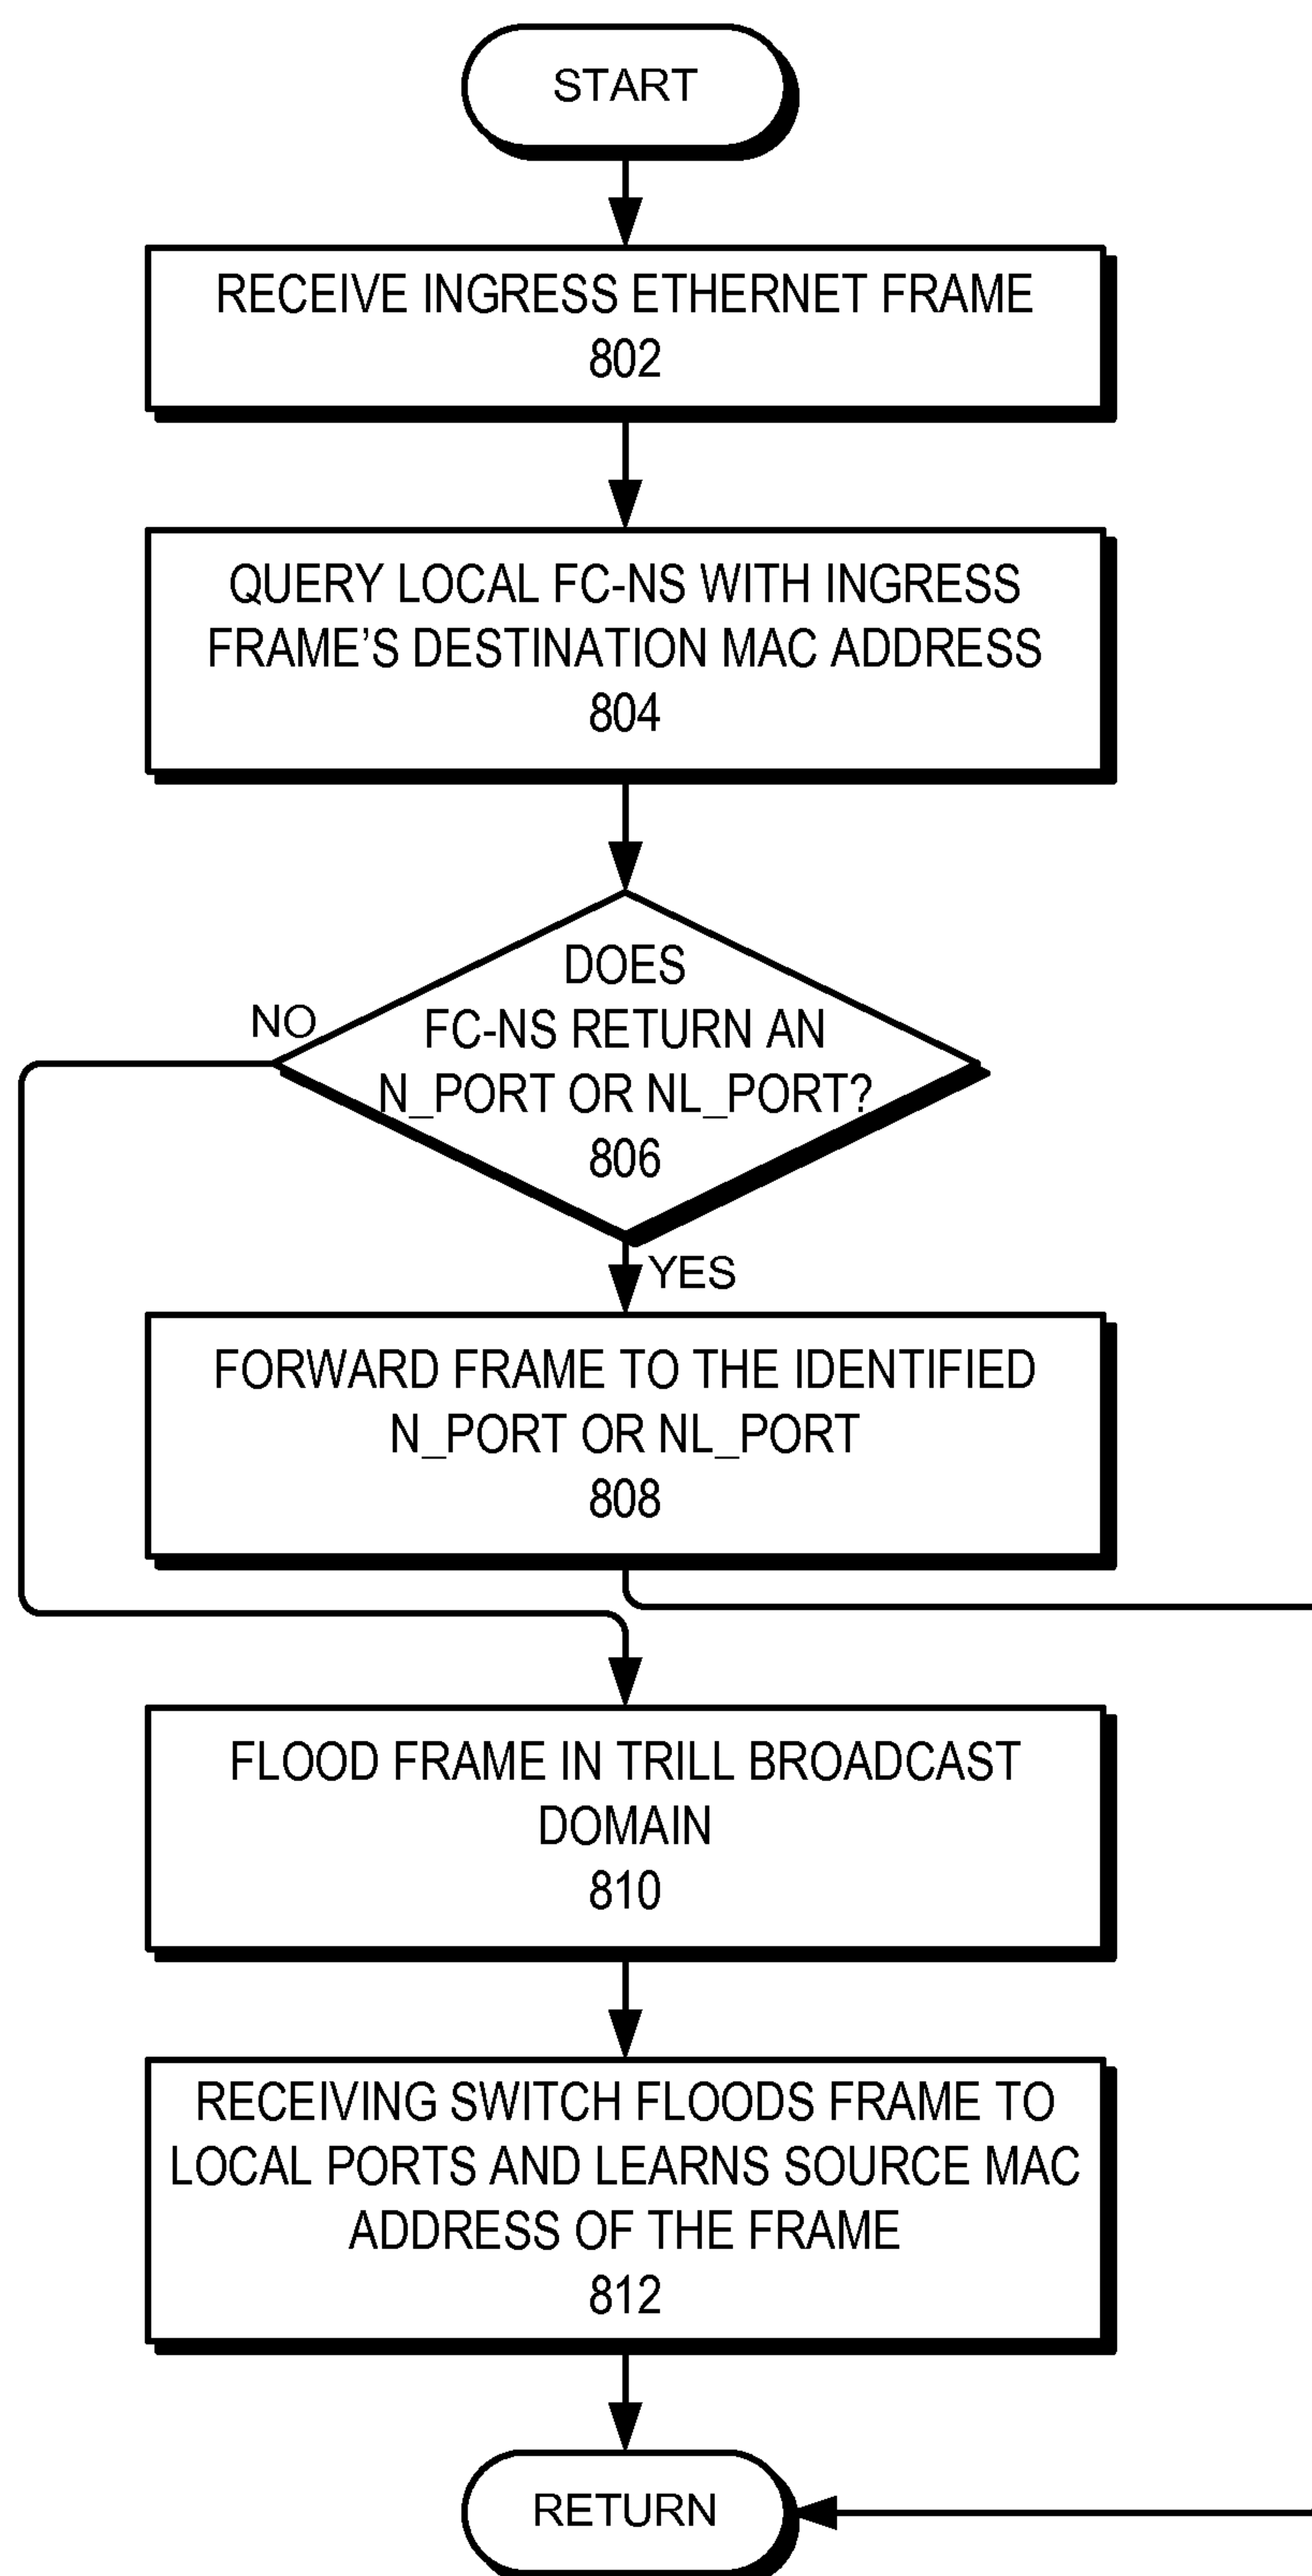 START
RECEIVE INGRESS ETHERNET FRAME
802
QUERY LOCAL FC-NS WITH INGRESS
FRAME'S DESTINATION MAC ADDRESS
804
DOES
FC-NS RETURN AN
N_PORT OR NL_PORT?
806
NO
YES
FORWARD FRAME TO THE IDENTIFIED
N_PORT OR NL_PORT
808
FLOOD FRAME IN TRILL BROADCAST
DOMAIN
810
RECEIVING SWITCH FLOODS FRAME TO
LOCAL PORTS AND LEARNS SOURCE MAC
ADDRESS OF THE FRAME
812
RETURN